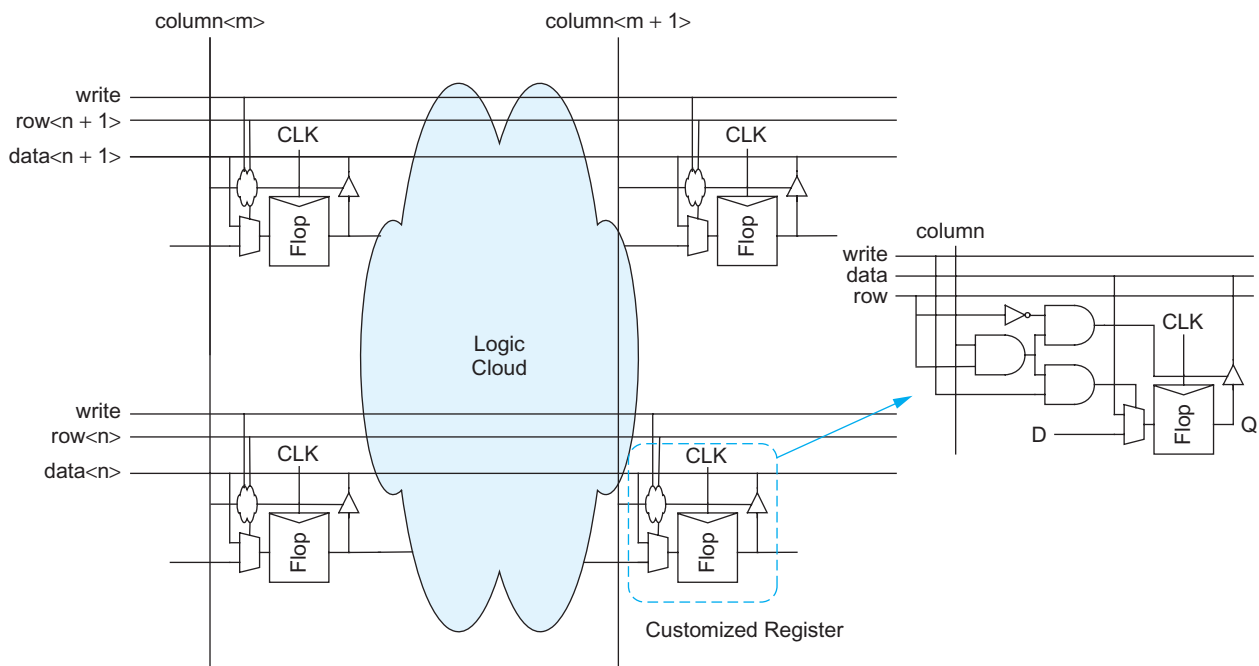 column<m>
column<m + 1>
write
row<n + 1>
data<n + 1>
CLK
CLK
Flop
Flop
column
write
data
row
CLK
Flop
D
Q
Logic
Cloud
write
row<n>
data<n>
CLK
CLK
Flop
Flop
Customized Register